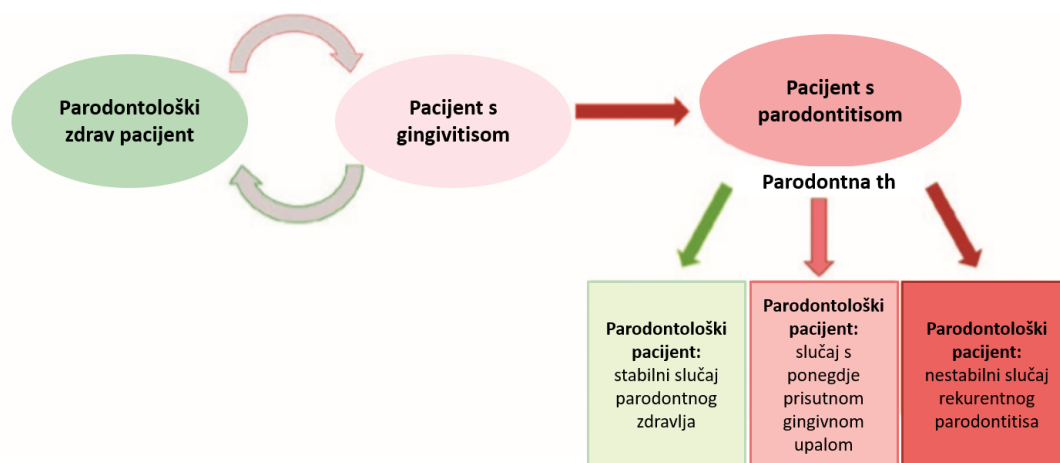 Parodontološki
zdrav pacijent
Pacijent s
gingivitisom
Pacijent s
parodontitisom
Parodontna th
Parodontološki
pacijent:
stabilni slučaj
parodontnog
zdravlja
Parodontološki
pacijent:
slučaj s
ponegdje
prisutnom
gingivnom
upalom
Parodontološki
pacijent:
nestabilni slučaj
rekurentnog
parodontitisa